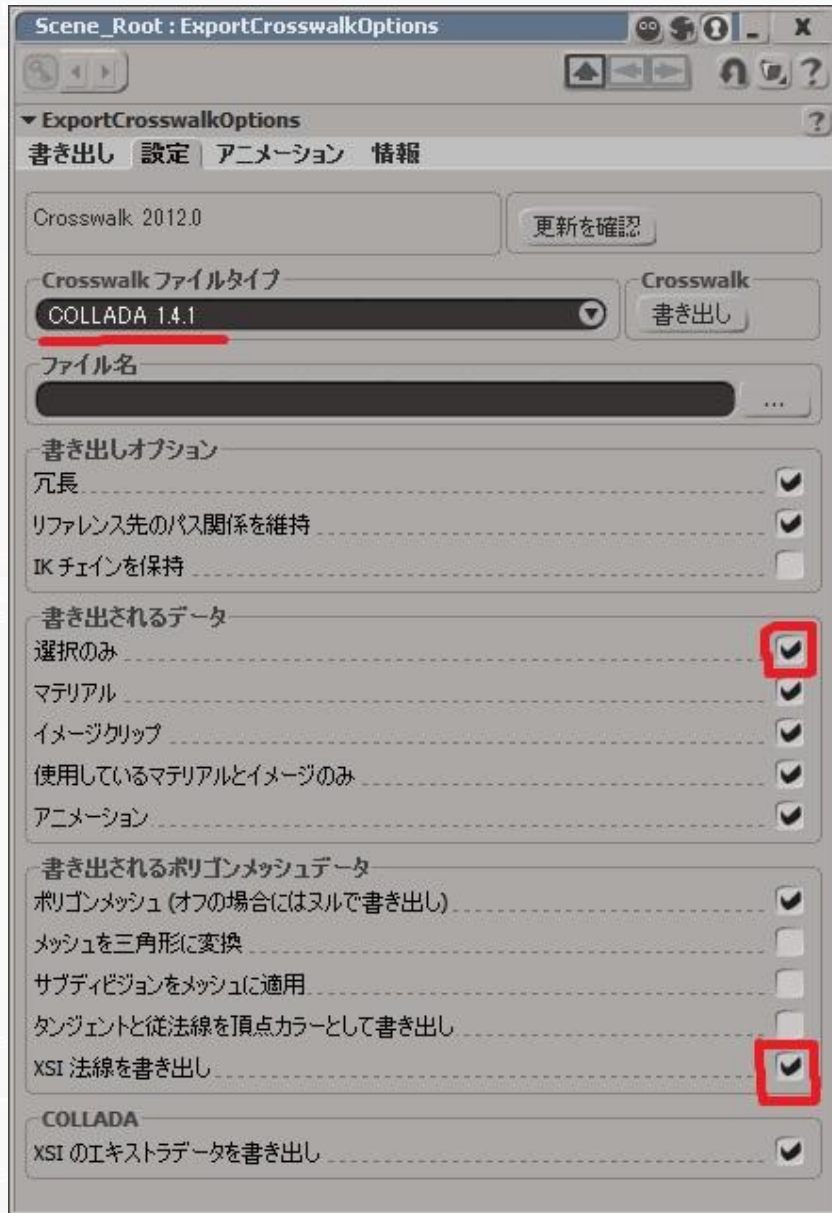 Scene_Root : ExportCrosswalkOptions
ExportCrosswalkOptions
書き出し 設定 アニメーション 情報
Crosswalk 2012.0
更新を確認
Crosswalk ファイルタイプ
Crosswalk
COLLADA 1.4.1
書き出し
ファイル名
...
書き出しオプション
冗長
リファレンス先のパス関係を維持
IK チェインを保持
書き出されるデータ
選択のみ
マテリアル
イメージクリップ
使用しているマテリアルとイメージのみ
アニメーション
書き出されるポリゴンメッシュデータ
ポリゴンメッシュ (オフの場合にはヌルで書き出し)
メッシュを三角形に変換
サブディビジョンをメッシュに適用
タンジェントと従法線を頂点カラーとして書き出し
XSI 法線を書き出し
COLLADA
XSI のエキストラデータを書き出し